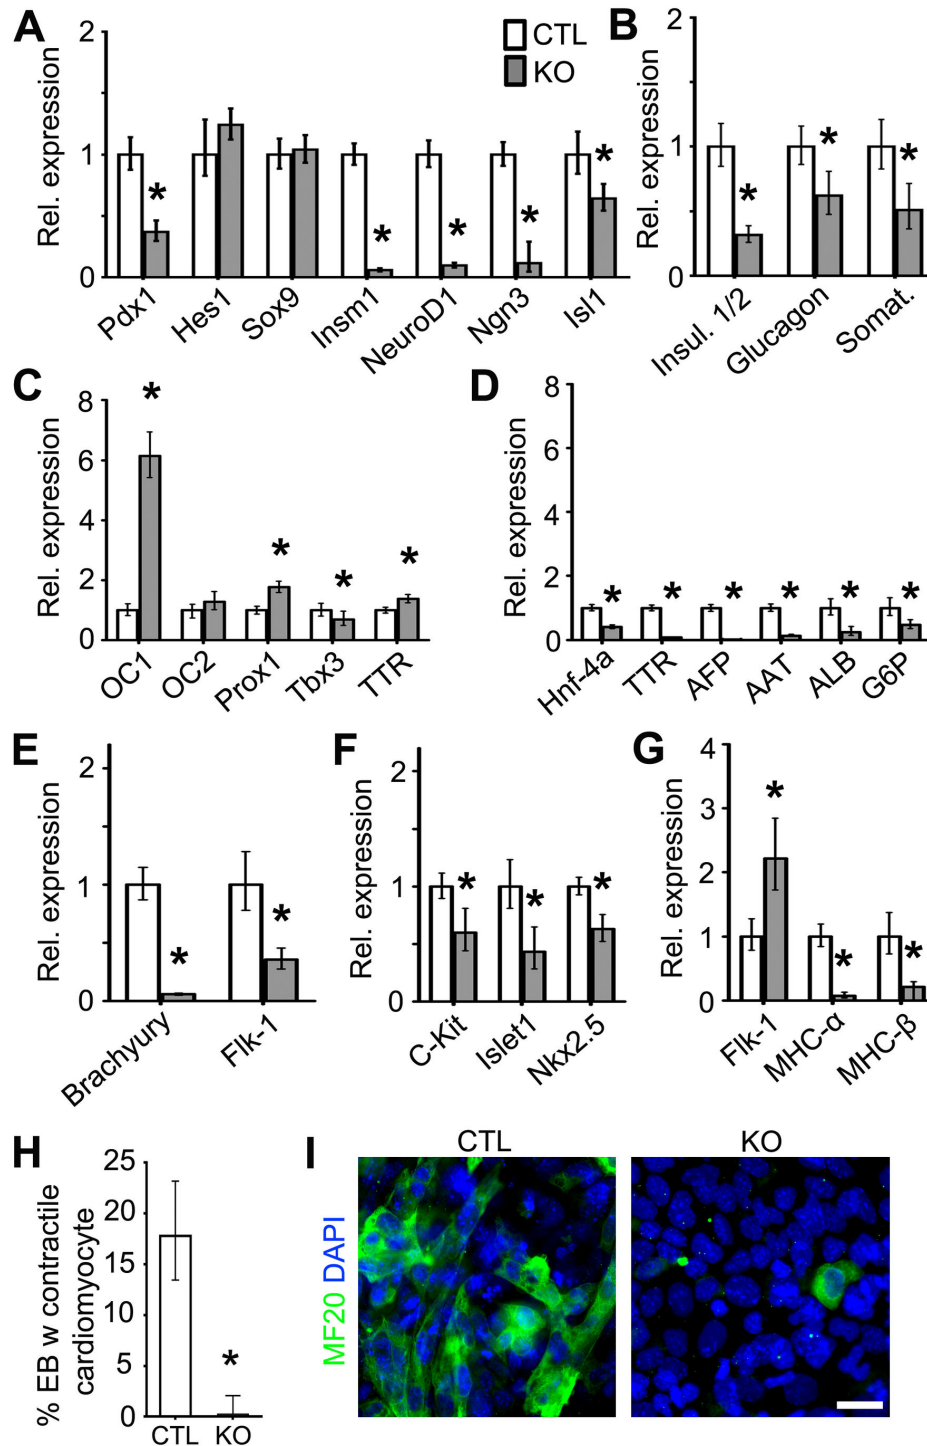 A
Rel. expression
2
1
0
*
*
*
*
*
Pdx1
Hes1
Sox9
Insm1
NeuroD1
Ngn3
Isl1
CTL
KO
B
Rel. expression
2
1
0
*
*
*
Insul. 1/2
Glucagon
Somat.
C
Rel. expression
8
6
4
2
0
*
*
*
*
OC1
OC2
Prox1
Tbx3
TTR
D
Rel. expression
8
6
4
2
0
*
*
*
*
*
*
Hnf-4a
TTR
AFP
AAT
ALB
G6P
E
Rel. expression
2
1
0
*
*
Brachyury
Flk-1
F
Rel. expression
2
1
0
*
*
*
C-Kit
Islet1
Nkx2.5
G
Rel. expression
4
3
2
1
0
*
*
*
Flk-1
MHC-α
MHC-β
H
% EB w contractile
cardiomyocyte
25
20
15
10
5
0
*
CTL
KO
I
CTL
KO
MF20 DAPI